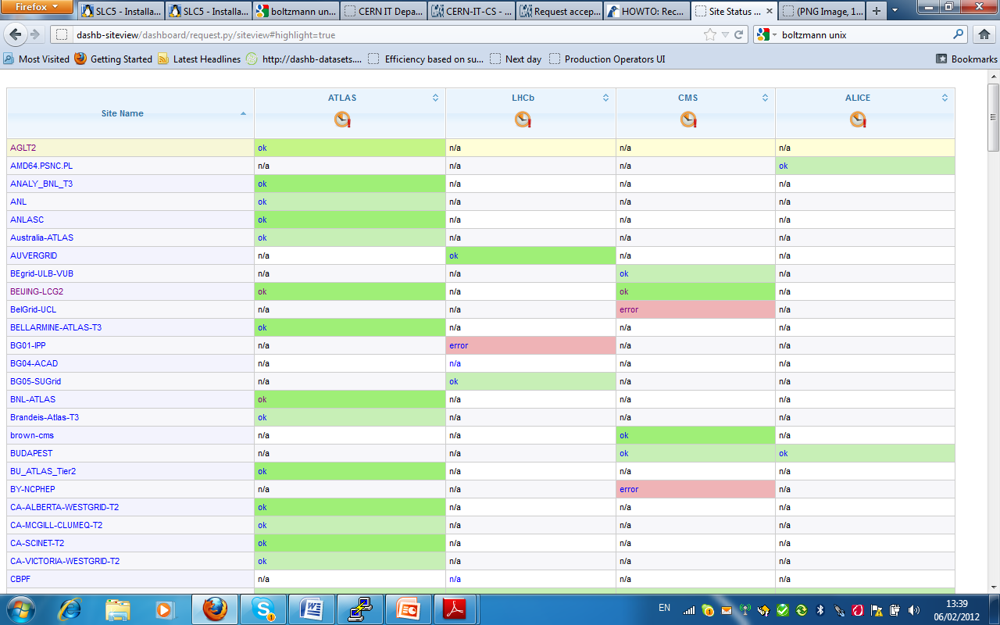 Firefox
SLC5 - Installa... SLC5 - Installa... boltzmann un... CERN IT Depa... CERN-IT-CS - ... Request accep... HOWTO: Rec... Site Status ... (PNG Image, 1...
dashb-siteview/dashboard/request.py/siteview#highlight=true boltzmann unix
Most Visited Getting Started Latest Headlines http://dashb-datasets.... Efficiency based on su... Next day Production Operators UI Bookmarks
Site Name ATLAS LHCb CMS ALICE
AGLT2 ok n/a n/a n/a
AMD64.PSNC.PL n/a n/a n/a ok
ANALY_BNL_T3 ok n/a n/a n/a
ANL ok n/a n/a n/a
ANLASC ok n/a n/a n/a
Australia-ATLAS ok n/a n/a n/a
AUVERGRID n/a ok n/a n/a
BEgrid-ULB-VUB n/a n/a ok n/a
BEIJING-LCG2 ok n/a ok n/a
BelGrid-UCL n/a n/a error n/a
BELLARMINE-ATLAS-T3 ok n/a n/a n/a
BG01-IPP n/a error n/a n/a
BG04-ACAD n/a n/a n/a n/a
BG05-SUGrid n/a ok n/a n/a
BNL-ATLAS ok n/a n/a n/a
Brandeis-Atlas-T3 ok n/a n/a n/a
brown-cms n/a n/a ok n/a
BUDAPEST n/a n/a ok ok
BU_ATLAS_Tier2 ok n/a n/a n/a
BY-NCPHEP n/a n/a error n/a
CA-ALBERTA-WESTGRID-T2 ok n/a n/a n/a
CA-MCGILL-CLUMEQ-T2 ok n/a n/a n/a
CA-SCINET-T2 ok n/a n/a n/a
CA-VICTORIA-WESTGRID-T2 ok n/a n/a n/a
CBPF n/a n/a n/a n/a
EN 13:39
06/02/2012